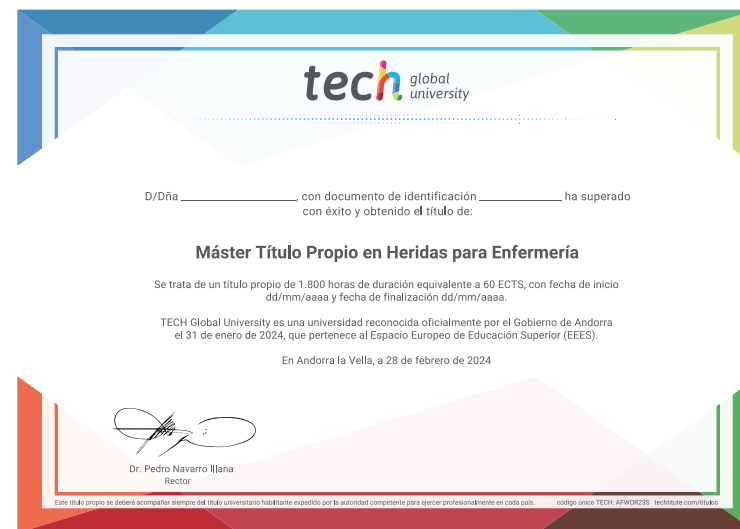 tech global university
D/Dña ____________, con documento de identificación ____________ ha superado
con éxito y obtenido el título de:
Máster Título Propio en Heridas para Enfermería
Se trata de un título propio de 1.800 horas de duración equivalente a 60 ECTS, con fecha de inicio
dd/mm/aaaa y fecha de finalización dd/mm/aaaa.
TECH Global University es una universidad reconocida oficialmente por el Gobierno de Andorra
el 31 de enero de 2024, que pertenece al Espacio Europeo de Educación Superior (EEES).
En Andorra la Vella, a 28 de febrero de 2024
Dr. Pedro Navarro Illana
Rector
Este título propio se deberá acompañar siempre del título universitario habilitante expedido por la autoridad competente para ejercer profesionalmente en cada país. código único TECH: AFWOR23S techtitute.com/titulos